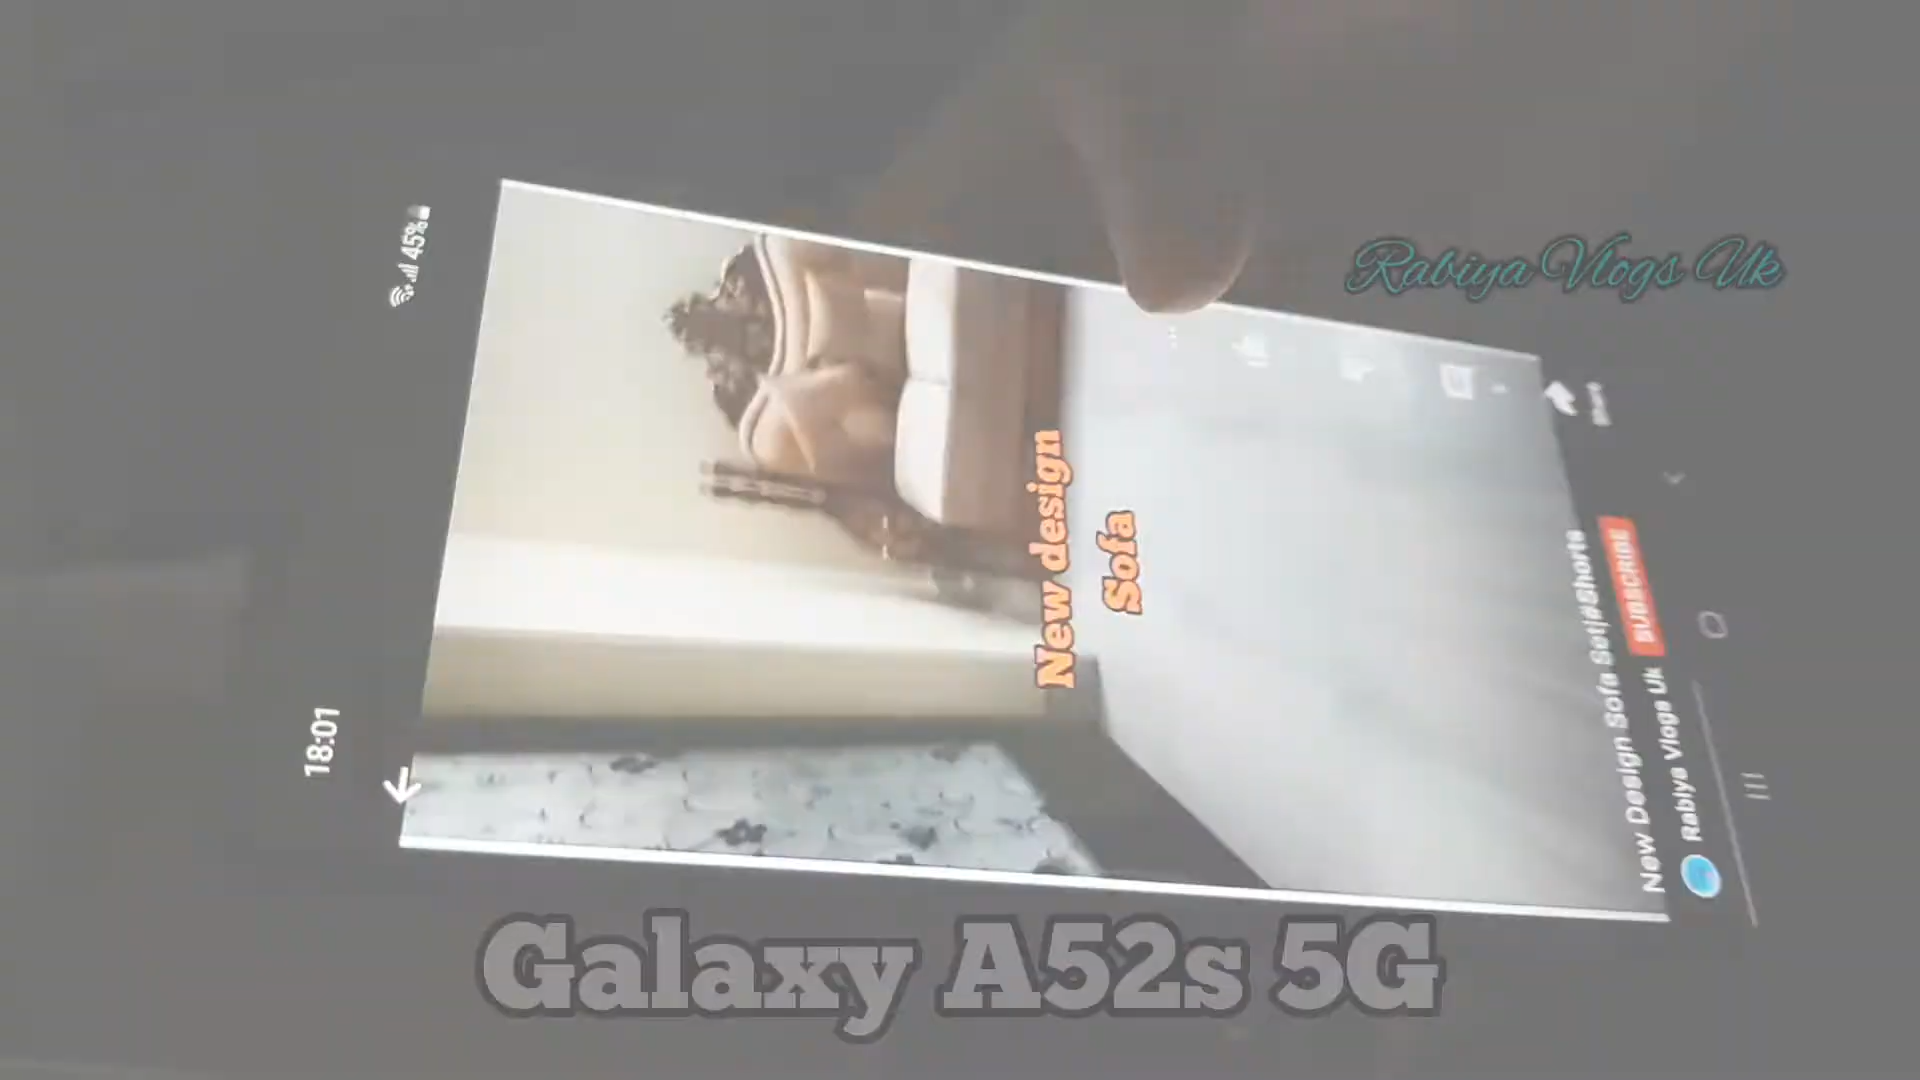 18:01
45%
Rabiya Vlogs Uk
New design
Sofa
Share
New Design Sofa Set|#Shorts
Rabiya Vlogs Uk SUBSCRIBE
Galaxy A52s 5G